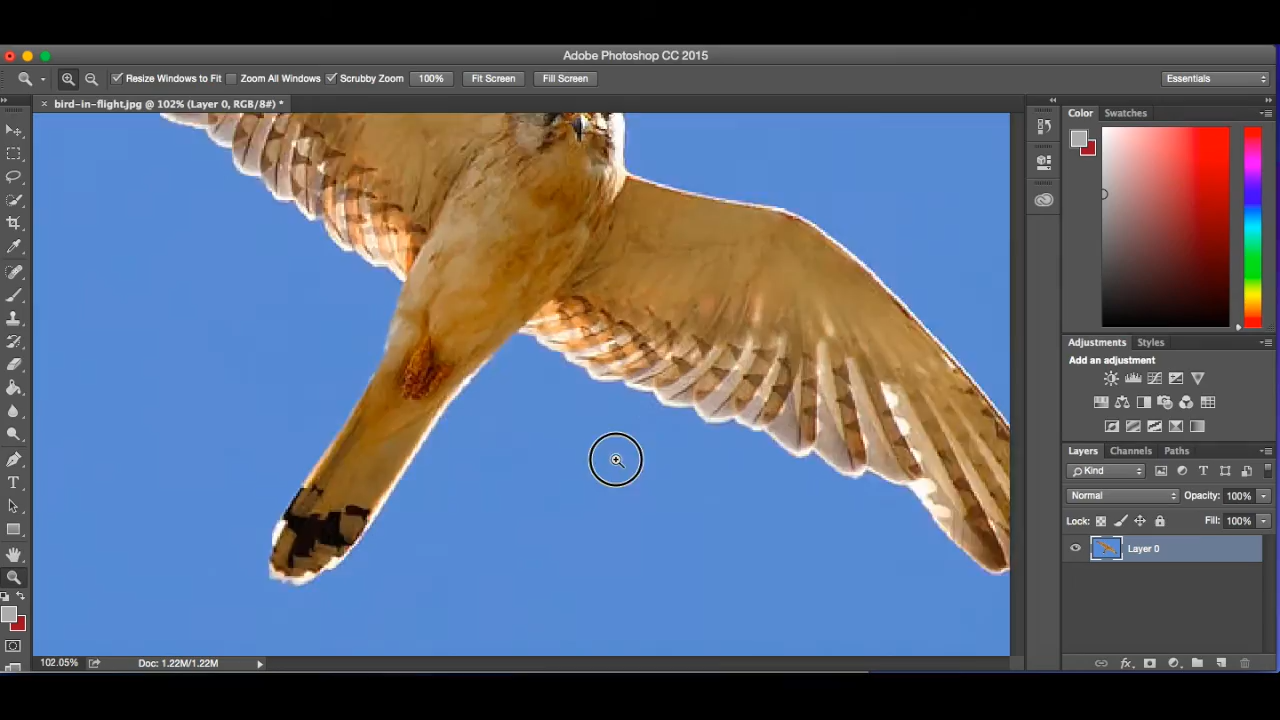 Adobe Photoshop CC 2015
Resize Windows to Fit Zoom All Windows Scrubby Zoom 100% Fit Screen Fill Screen Essentials
bird-in-flight.jpg @ 102% (Layer 0, RGB/8#) *
Color Swatches
Adjustments Styles
Add an adjustment
Layers Channels Paths
Kind
Normal Opacity: 100%
Lock: Fill: 100%
Layer 0
102.05% Doc: 1.22M/1.22M